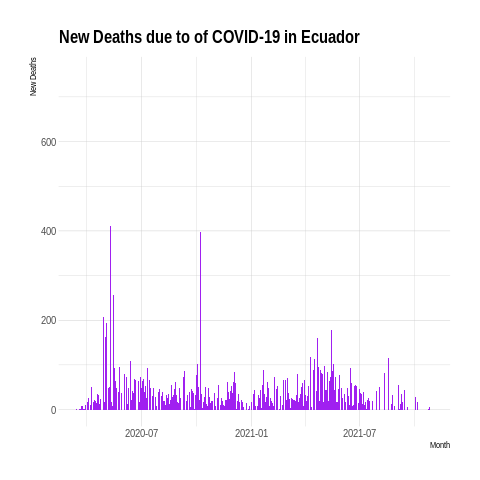 New Deaths due to of COVID-19 in Ecuador
New Deaths
600
400
200
0
2020-07
2021-01
2021-07
Month